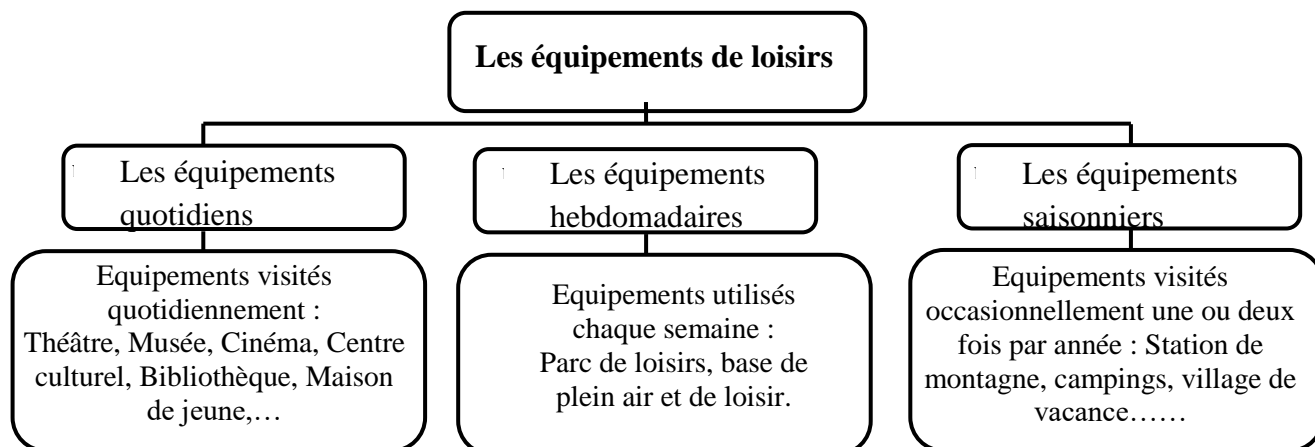 Les équipements de loisirs
Les équipements
quotidiens
Les équipements
hebdomadaires
Les équipements
saisonniers
Equipements visités
quotidiennement :
Théâtre, Musée, Cinéma, Centre
culturel, Bibliothèque, Maison
de jeune,…
Equipements utilisés
chaque semaine :
Parc de loisirs, base de
plein air et de loisir.
Equipements visités
occasionnellement une ou deux
fois par année : Station de
montagne, campings, village de
vacance……